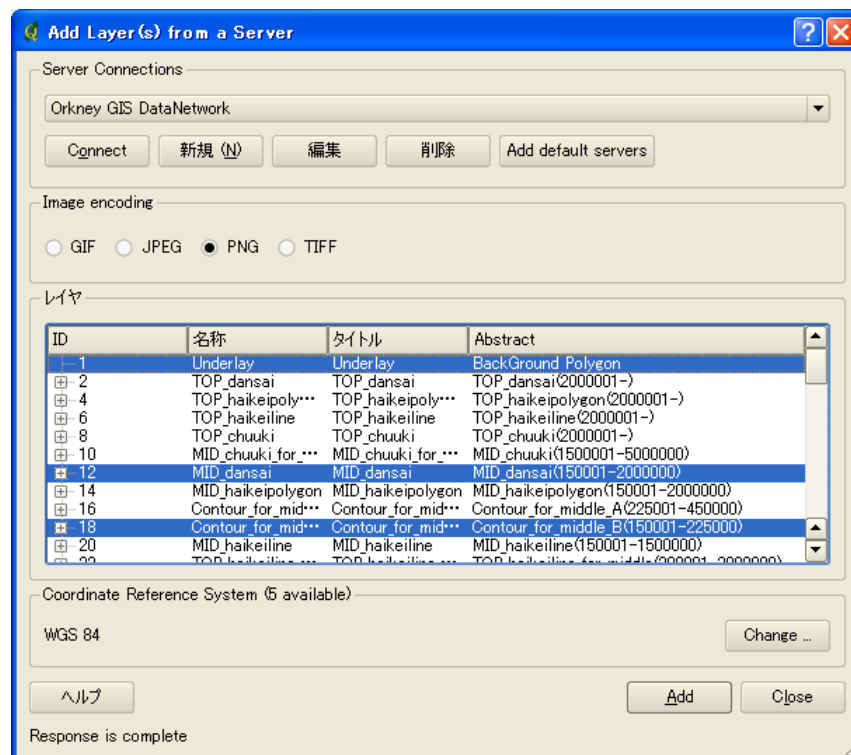 Add Layer(s) from a Server
Server Connections
Orkney GIS DataNetwork
Connect 新規 (N) 編集 削除 Add default servers
Image encoding
GIF JPEG PNG TIFF
レイヤ
ID 名称 タイトル Abstract
1 Underlay Underlay BackGround Polygon
2 TOP_dansai TOP_dansai TOP_dansai(2000001-)
4 TOP_haikeipoly… TOP_haikeipoly… TOP_haikeipolygon(2000001-)
6 TOP_haikeiline TOP_haikeiline TOP_haikeiline(2000001-)
8 TOP_chuuki TOP_chuuki TOP_chuuki(2000001-)
10 MID_chuuki_for_… MID_chuuki_for_… MID_chuuki(1500001-5000000)
12 MID_dansai MID_dansai MID_dansai(150001-2000000)
14 MID_haikeipolygon MID_haikeipolygon MID_haikeipolygon(150001-2000000)
16 Contour_for_mid… Contour_for_mid… Contour_for_middle_A(225001-450000)
18 Contour_for_mid… Contour_for_mid… Contour_for_middle_B(150001-225000)
20 MID_haikeiline MID_haikeiline MID_haikeiline(150001-1500000)
Coordinate Reference System (5 available)
WGS 84 Change ...
ヘルプ Add Close
Response is complete